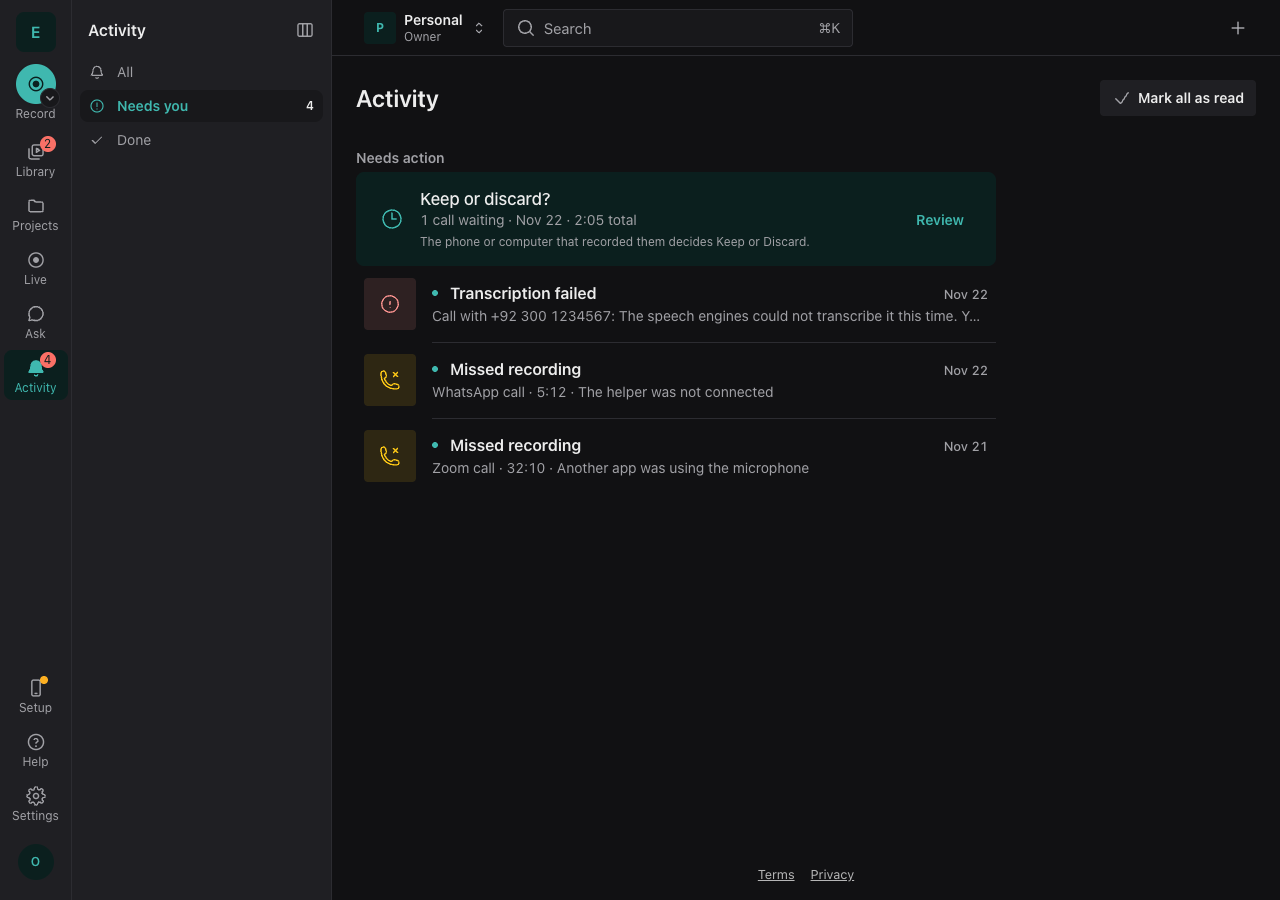 E
Record
2
Library
Projects
Live
Ask
4
Activity
Setup
Help
Settings
O
Activity
All
Needs you 4
Done
P
Personal
Owner
Search ⌘K
Activity
Mark all as read
Needs action
Keep or discard?
1 call waiting · Nov 22 · 2:05 total
Review
The phone or computer that recorded them decides Keep or Discard.
Transcription failed Nov 22
Call with +92 300 1234567: The speech engines could not transcribe it this time. Y…
Missed recording Nov 22
WhatsApp call · 5:12 · The helper was not connected
Missed recording Nov 21
Zoom call · 32:10 · Another app was using the microphone
Terms Privacy